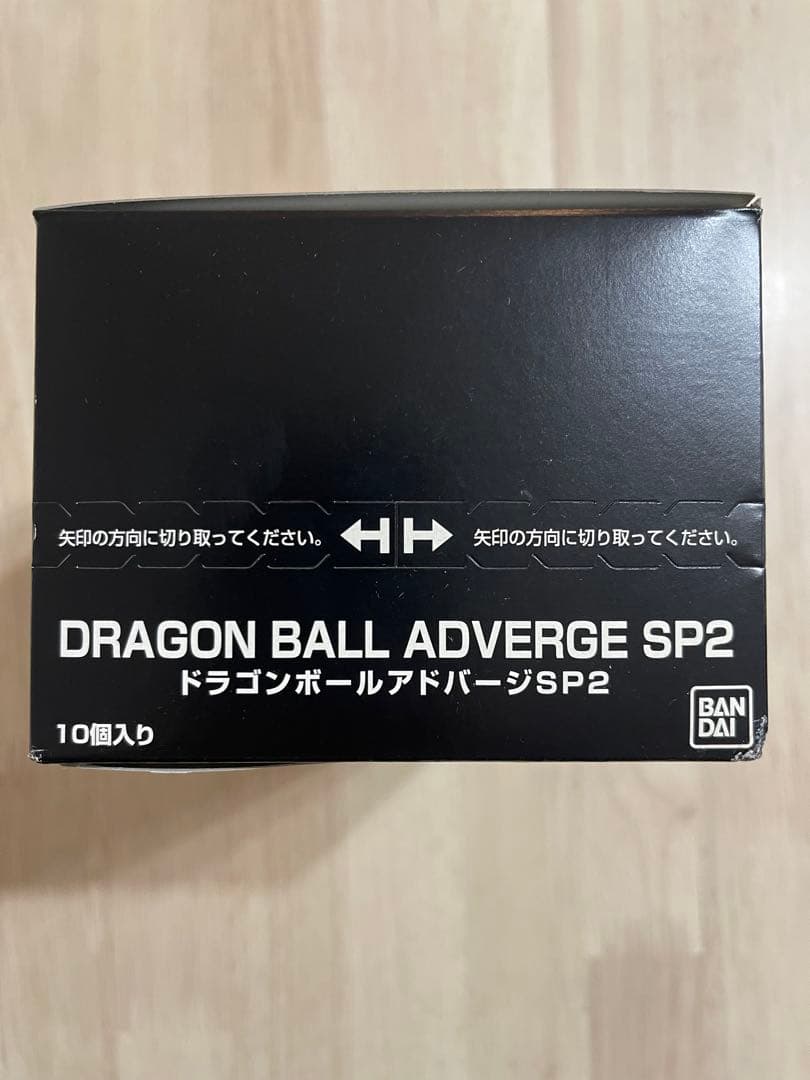 矢印の方向に切り取ってください。 矢印の方向に切り取ってください。
DRAGON BALL ADVERGE SP2
ドラゴンボールアドバージSP2
10個入り
BAN
DAI